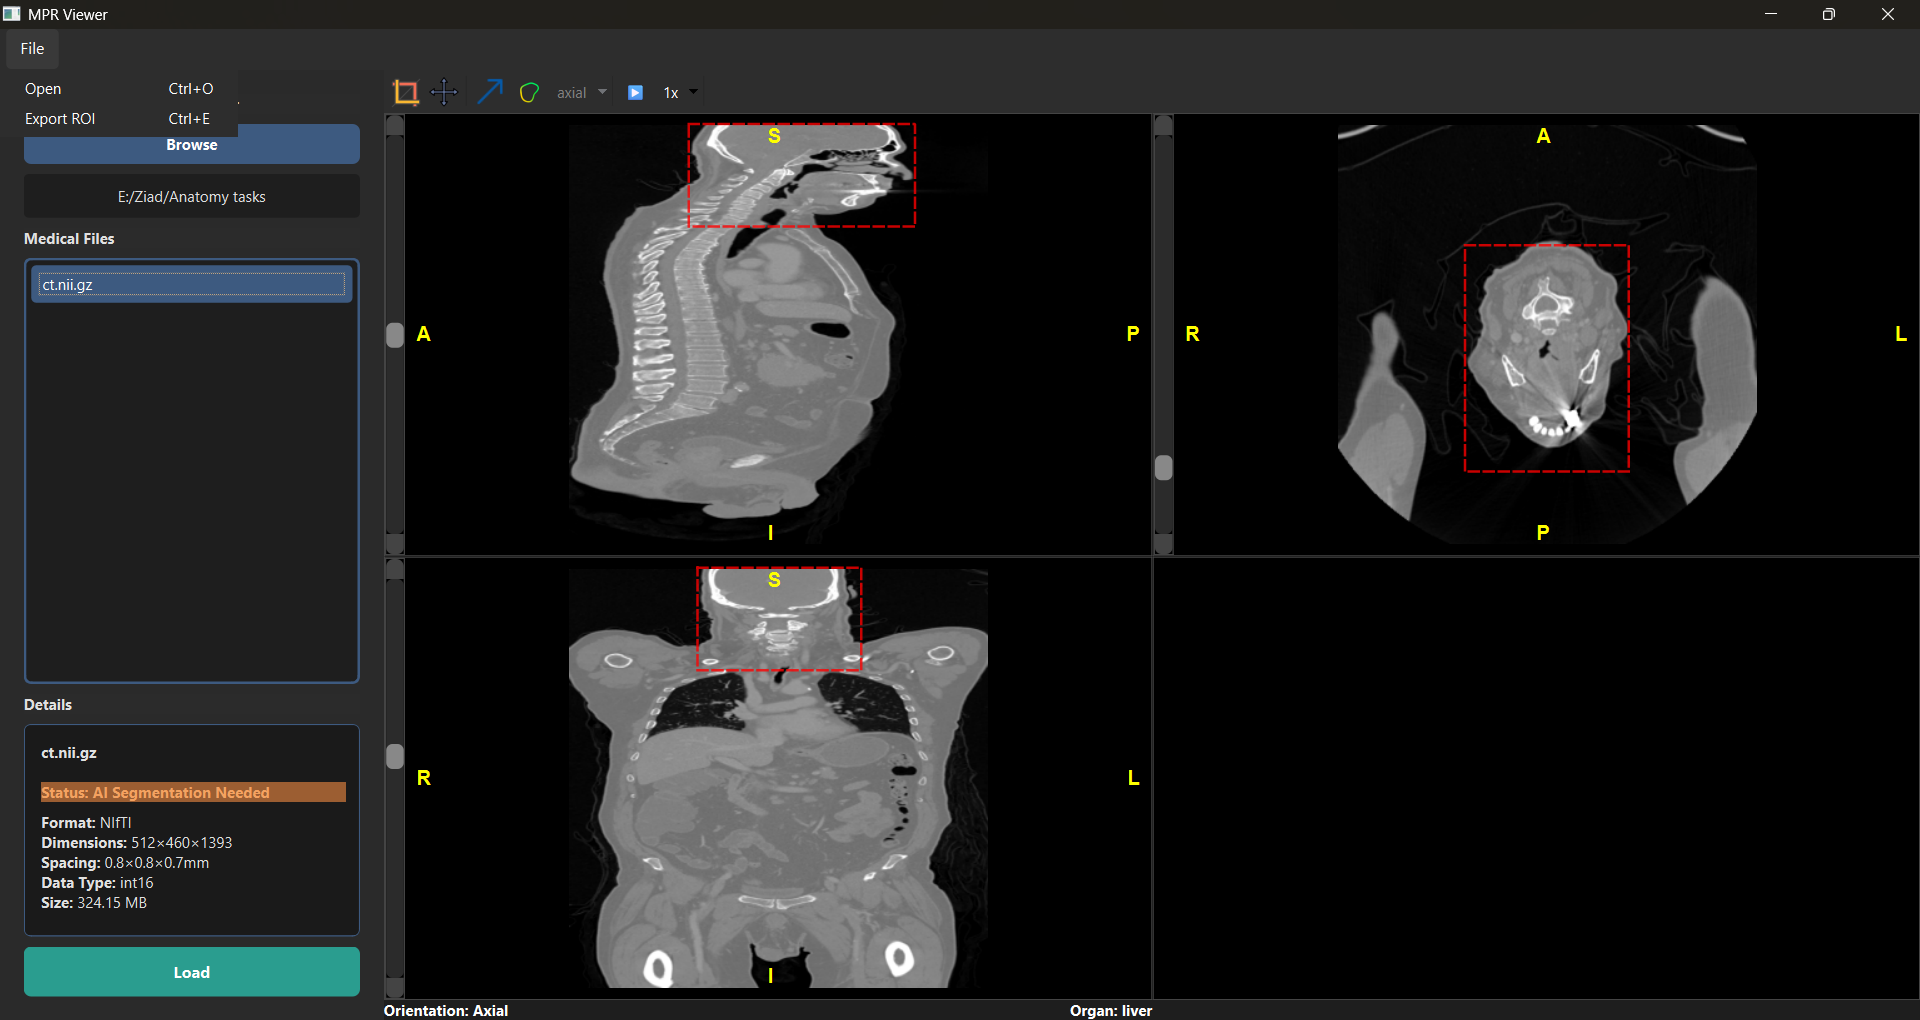 MPR Viewer
File
Open Ctrl+O
Export ROI Ctrl+E
axial 1x
Browse
E:/Ziad/Anatomy tasks
Medical Files
ct.nii.gz
S
A P
I
A
R L
P
S
R L
I
Details
ct.nii.gz
Status: AI Segmentation Needed
Format: NIfTI
Dimensions: 512×460×1393
Spacing: 0.8×0.8×0.7mm
Data Type: int16
Size: 324.15 MB
Load
Orientation: Axial Organ: liver